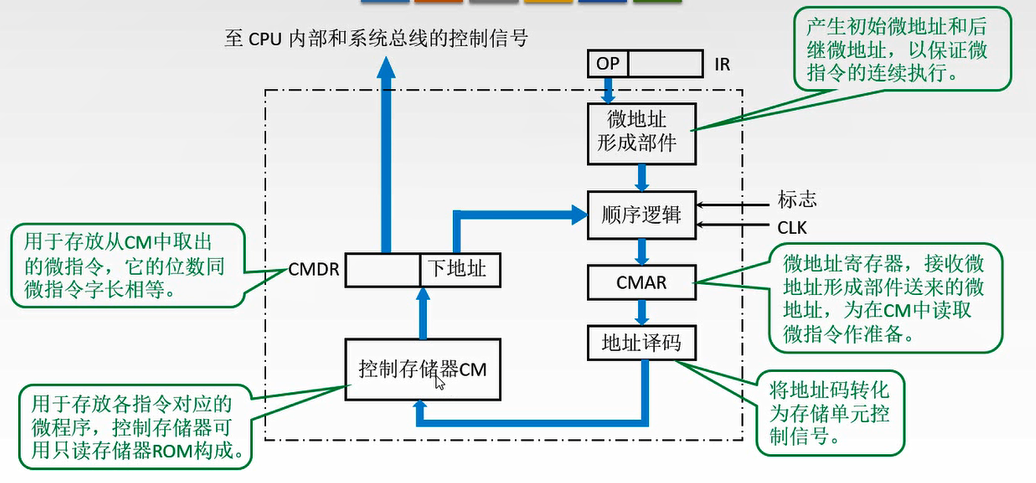 至 CPU 内部和系统总线的控制信号
OP
IR
产生初始微地址和后
继微地址，以保证微
指令的连续执行。
微地址
形成部件
顺序逻辑
标志
CLK
用于存放从CM中取出
的微指令，它的位数同
微指令字长相等。
CMDR
下地址
CMAR
微地址寄存器，接收微
地址形成部件送来的微
地址，为在CM中读取
微指令作准备。
地址译码
控制存储器CM
用于存放各指令对应的
微程序，控制存储器可
用只读存储器ROM构成。
将地址码转化
为存储单元控
制信号。